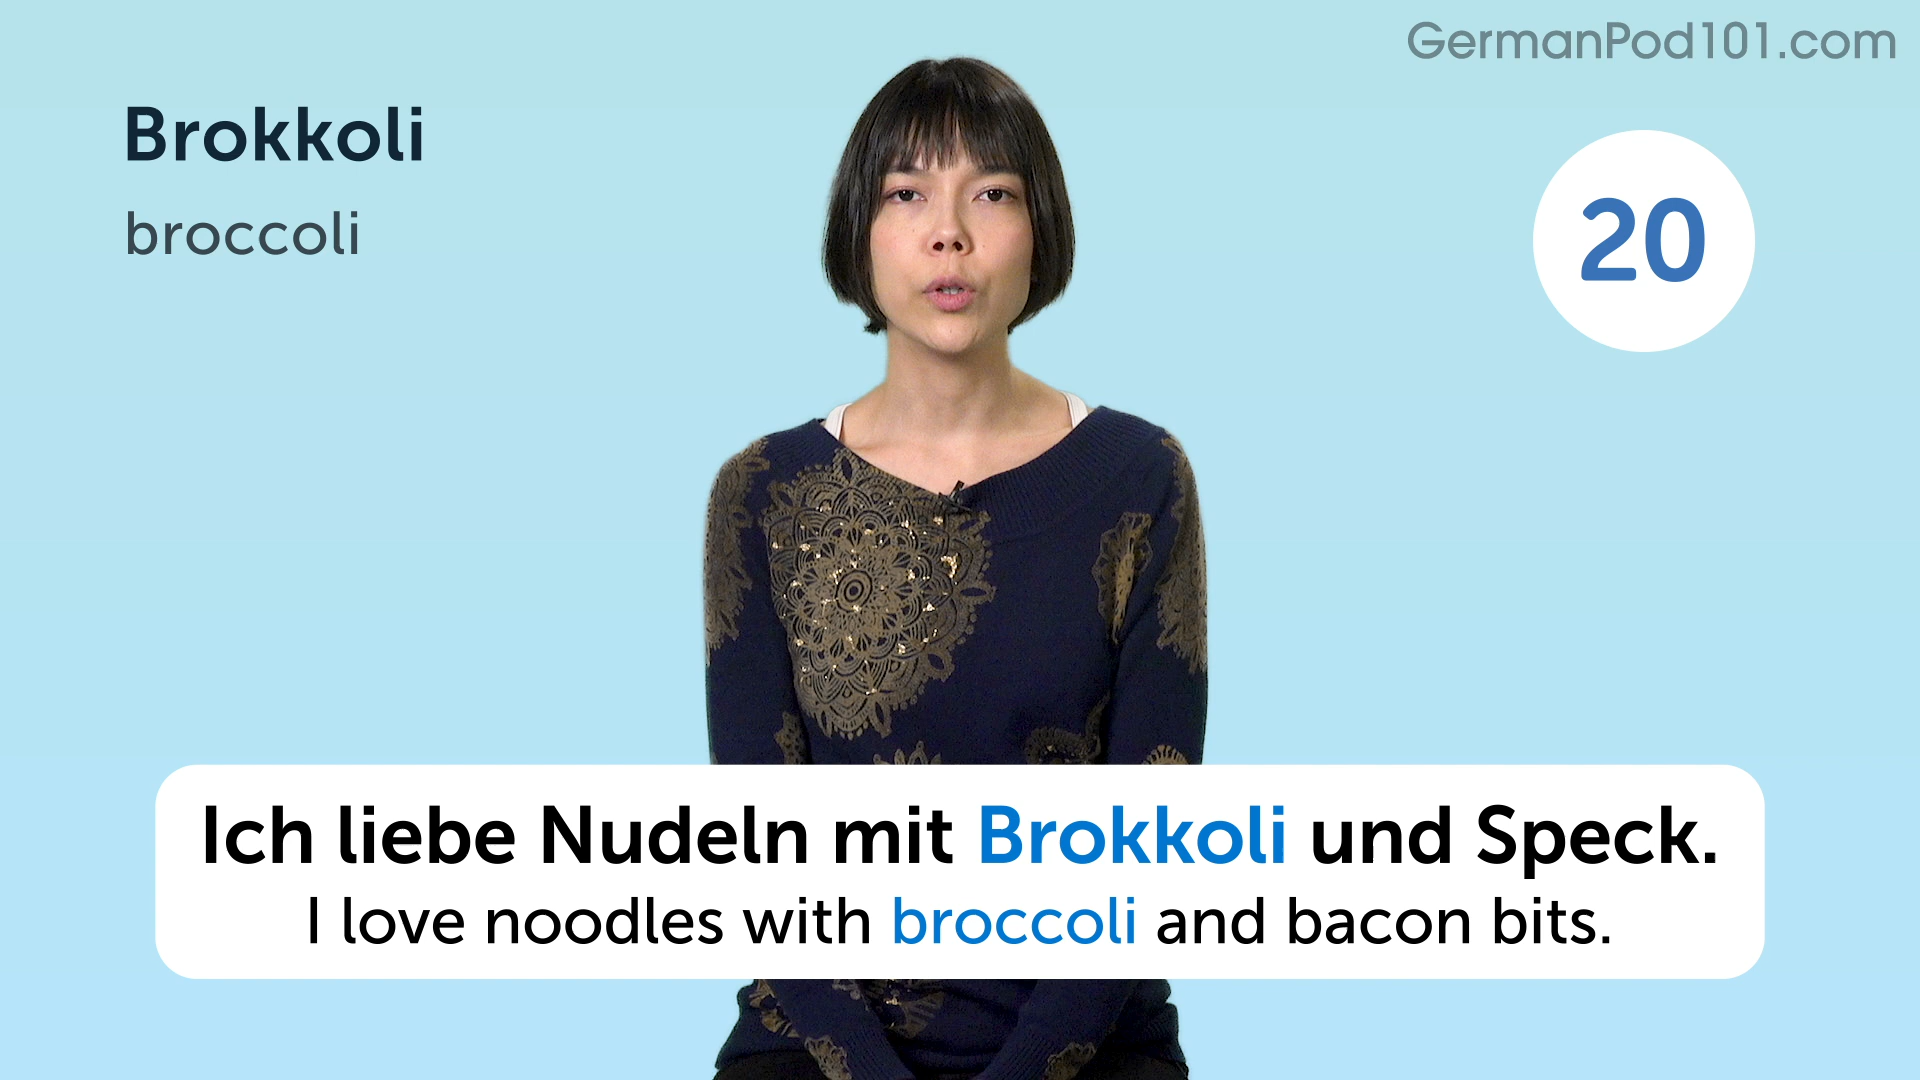 GermanPod101.com
Brokkoli
broccoli
20
Ich liebe Nudeln mit Brokkoli und Speck.
I love noodles with broccoli and bacon bits.